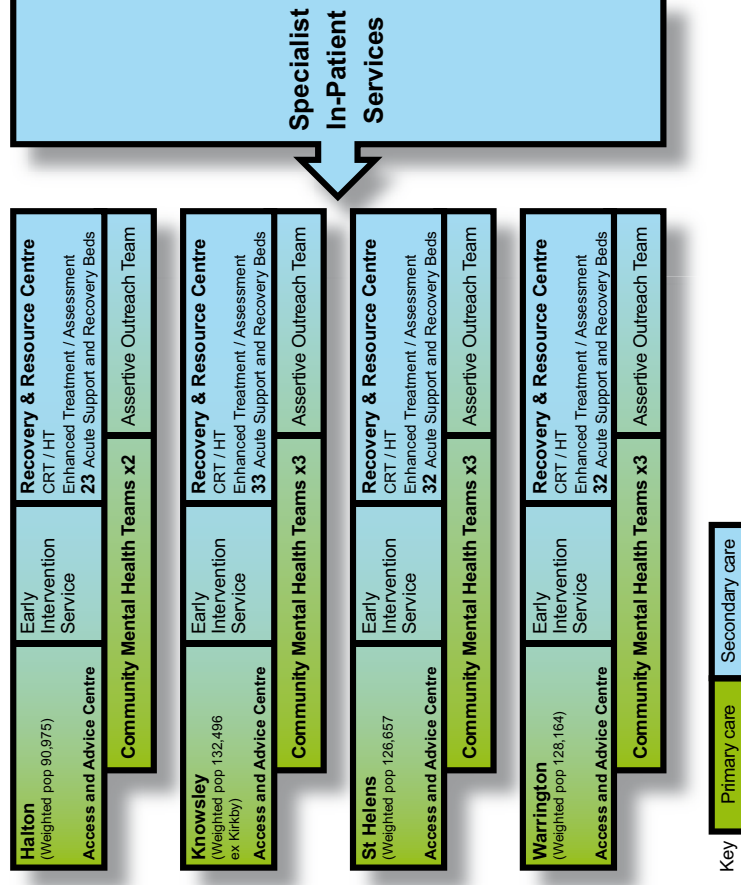 Halton
(Weighted pop 90,975)
Access and Advice Centre
Early
Intervention
Service
Recovery & Resource Centre
CRT / HT
Enhanced Treatment / Assessment
23 Acute Support and Recovery Beds
Community Mental Health Teams x2
Assertive Outreach Team
Knowsley
(Weighted pop 132,496
ex Kirkby)
Access and Advice Centre
Early
Intervention
Service
Recovery & Resource Centre
CRT / HT
Enhanced Treatment / Assessment
33 Acute Support and Recovery Beds
Community Mental Health Teams x3
Assertive Outreach Team
St Helens
(Weighted pop 126,657
Access and Advice Centre
Early
Intervention
Service
Recovery & Resource Centre
CRT / HT
Enhanced Treatment / Assessment
32 Acute Support and Recovery Beds
Community Mental Health Teams x3
Assertive Outreach Team
Warrington
(Weighted pop 128,164)
Access and Advice Centre
Early
Intervention
Service
Recovery & Resource Centre
CRT / HT
Enhanced Treatment / Assessment
32 Acute Support and Recovery Beds
Community Mental Health Teams x3
Assertive Outreach Team
Specialist
In-Patient
Services
Key
Primary care
Secondary care